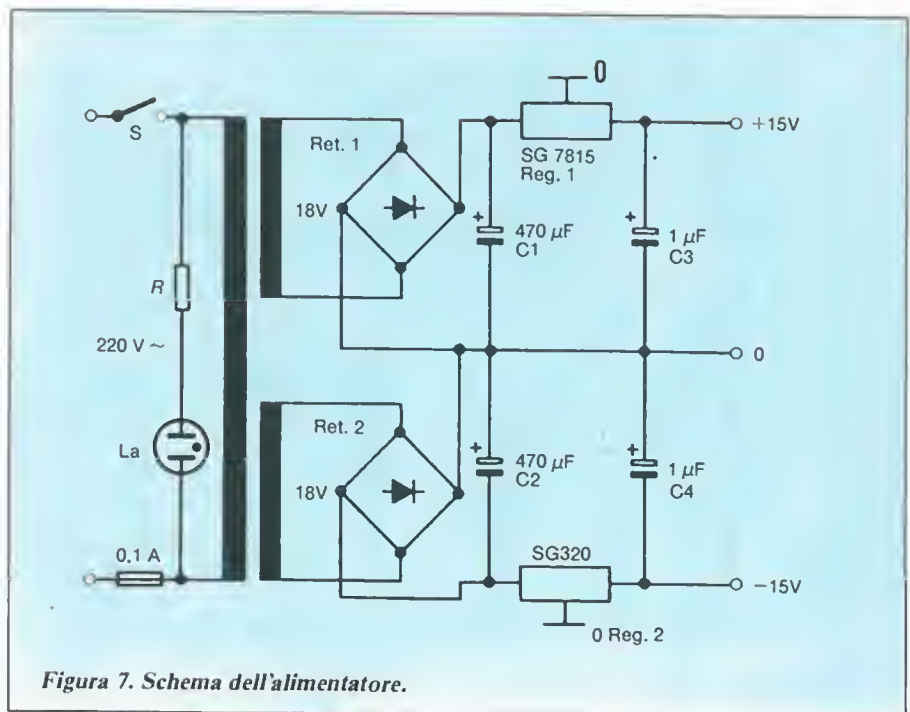 0
S
Ret. 1
SG 7815
Reg. 1
+15V
18V
+
470 µF
C1
+
1 µF
C3
R
220 V ~
0
La
Ret. 2
18V
+
470 µF
C2
+
1 µF
C4
0,1 A
SG320
−15V
0 Reg. 2
Figura 7. Schema dell'alimentatore.